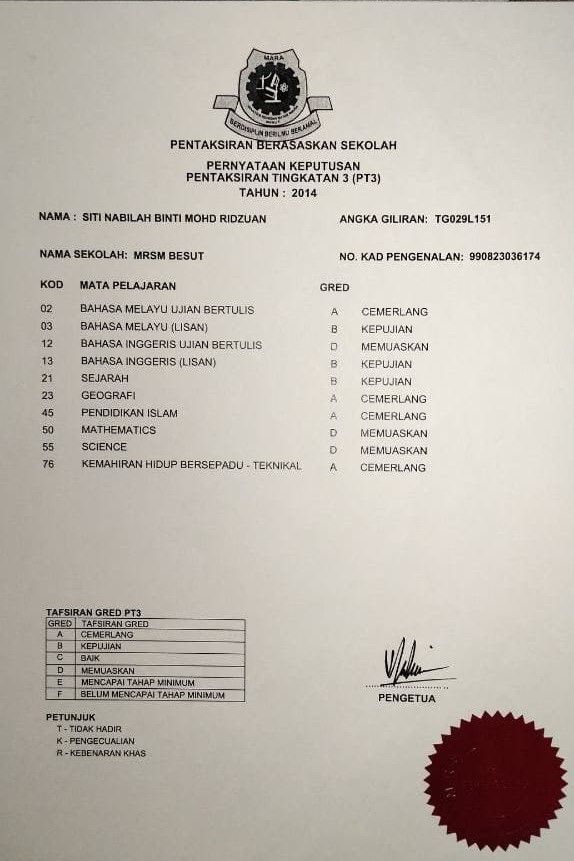 MARA
BERDISIPLIN BERILMU BERAMAL
PENTAKSIRAN BERASASKAN SEKOLAH
PERNYATAAN KEPUTUSAN
PENTAKSIRAN TINGKATAN 3 (PT3)
TAHUN : 2014
NAMA : SITI NABILAH BINTI MOHD RIDZUAN ANGKA GILIRAN: TG029L151
NAMA SEKOLAH: MRSM BESUT NO. KAD PENGENALAN: 990823036174
KOD MATA PELAJARAN GRED
02 BAHASA MELAYU UJIAN BERTULIS A CEMERLANG
03 BAHASA MELAYU (LISAN) B KEPUJIAN
12 BAHASA INGGERIS UJIAN BERTULIS D MEMUASKAN
13 BAHASA INGGERIS (LISAN) B KEPUJIAN
21 SEJARAH B KEPUJIAN
23 GEOGRAFI A CEMERLANG
45 PENDIDIKAN ISLAM A CEMERLANG
50 MATHEMATICS D MEMUASKAN
55 SCIENCE D MEMUASKAN
76 KEMAHIRAN HIDUP BERSEPADU - TEKNIKAL A CEMERLANG
TAFSIRAN GRED PT3
GRED TAFSIRAN GRED
A CEMERLANG
B KEPUJIAN
C BAIK
D MEMUASKAN
E MENCAPAI TAHAP MINIMUM
F BELUM MENCAPAI TAHAP MINIMUM
PENGETUA
PETUNJUK
T - TIDAK HADIR
K - PENGECUALIAN
R - KEBENARAN KHAS